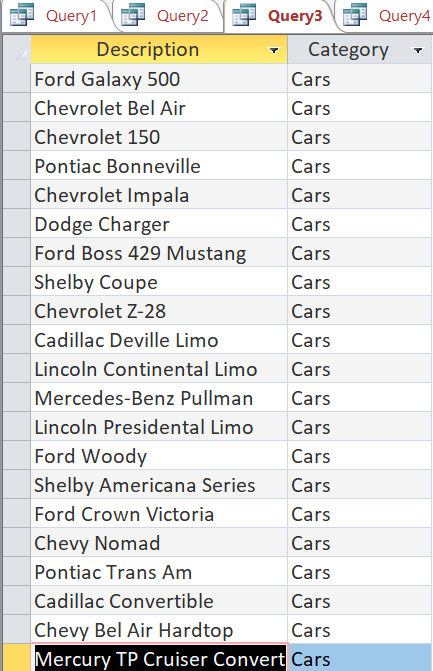 Query1 Query2 Query3 Query4
Description Category
Ford Galaxy 500 Cars
Chevrolet Bel Air Cars
Chevrolet 150 Cars
Pontiac Bonneville Cars
Chevrolet Impala Cars
Dodge Charger Cars
Ford Boss 429 Mustang Cars
Shelby Coupe Cars
Chevrolet Z-28 Cars
Cadillac Deville Limo Cars
Lincoln Continental Limo Cars
Mercedes-Benz Pullman Cars
Lincoln Presidental Limo Cars
Ford Woody Cars
Shelby Americana Series Cars
Ford Crown Victoria Cars
Chevy Nomad Cars
Pontiac Trans Am Cars
Cadillac Convertible Cars
Chevy Bel Air Hardtop Cars
Mercury TP Cruiser Convert Cars